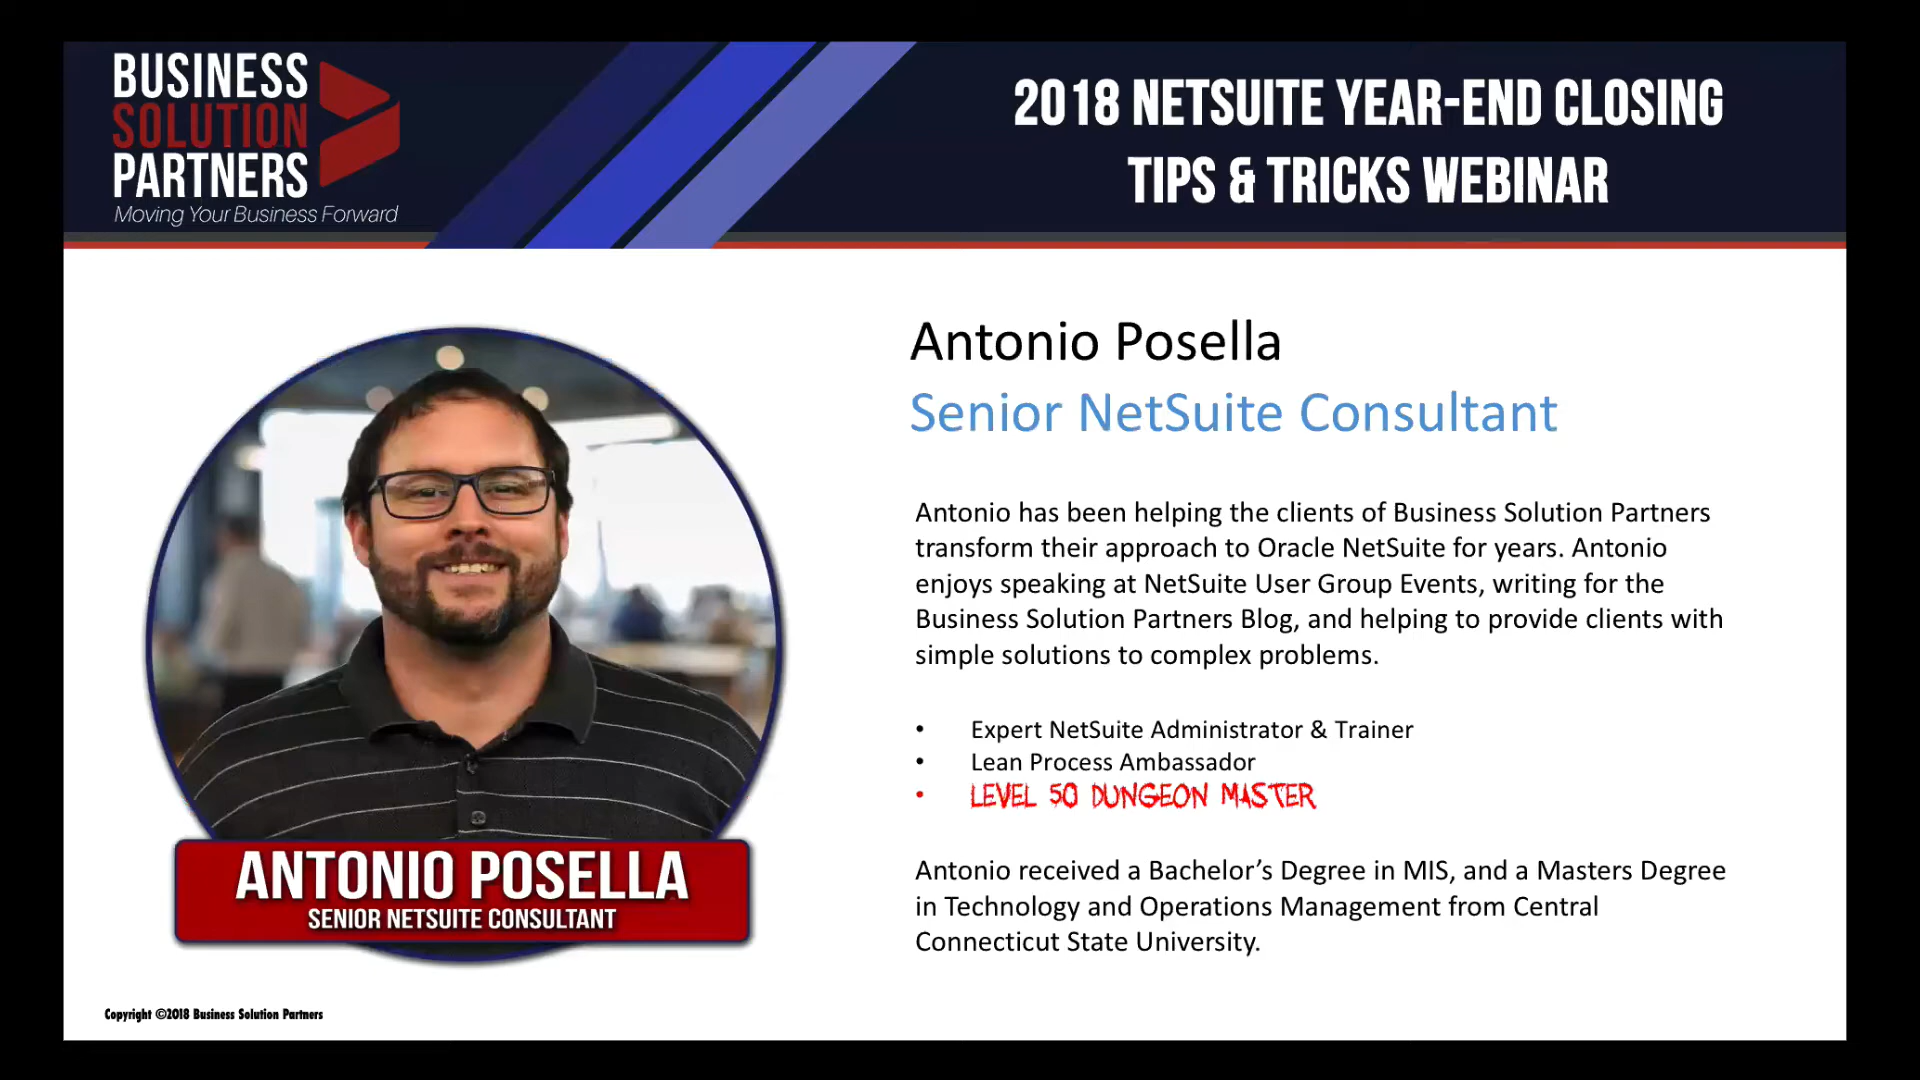 BUSINESS
SOLUTION
PARTNERS
Moving Your Business Forward
2018 NETSUITE YEAR-END CLOSING
TIPS & TRICKS WEBINAR
Antonio Posella
Senior NetSuite Consultant
Antonio has been helping the clients of Business Solution Partners
transform their approach to Oracle NetSuite for years. Antonio
enjoys speaking at NetSuite User Group Events, writing for the
Business Solution Partners Blog, and helping to provide clients with
simple solutions to complex problems.
• Expert NetSuite Administrator & Trainer
• Lean Process Ambassador
• LEVEL 50 DUNGEON MASTER
Antonio received a Bachelor’s Degree in MIS, and a Masters Degree
in Technology and Operations Management from Central
Connecticut State University.
ANTONIO POSELLA
SENIOR NETSUITE CONSULTANT
Copyright ©2018 Business Solution Partners